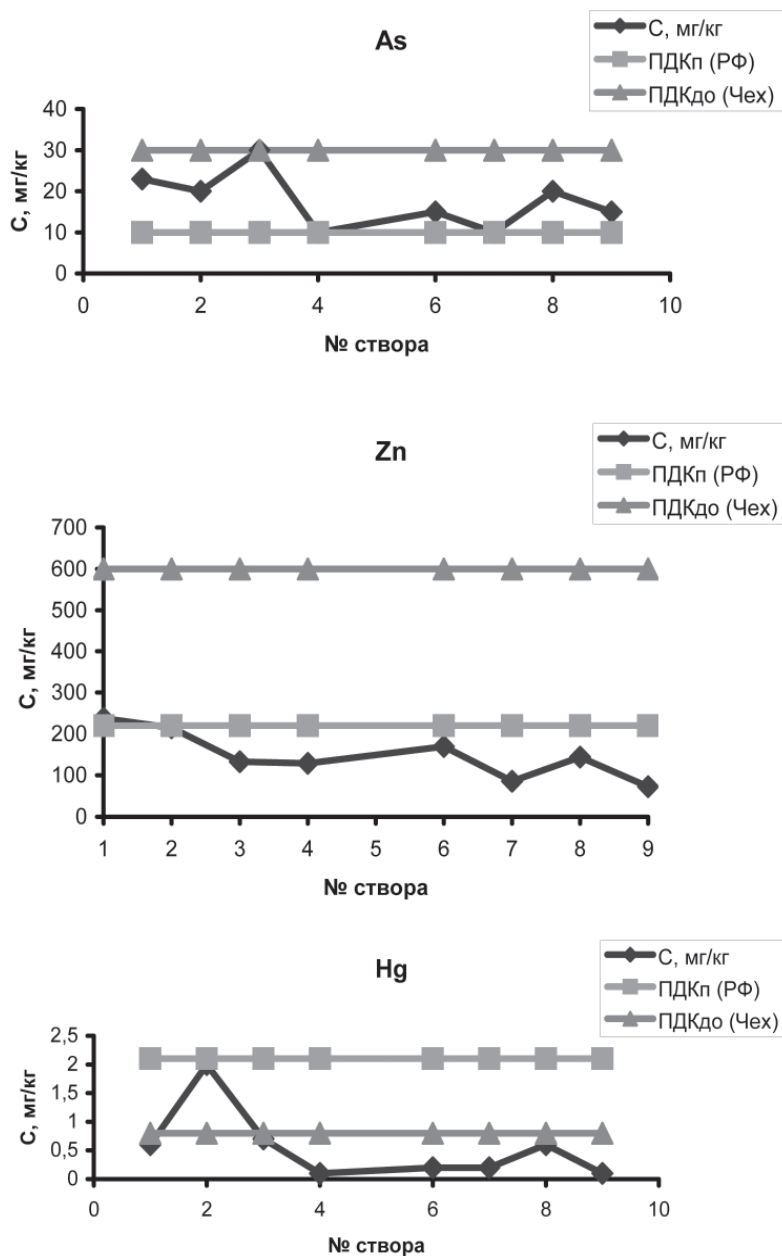 As
С, мг/кг
ПДКп (РФ)
ПДКдо (Чех)
С, мг/кг
40
30
20
10
0
0 2 4 6 8 10
№ створа
Zn
С, мг/кг
ПДКп (РФ)
ПДКдо (Чех)
С, мг/кг
700
600
500
400
300
200
100
0
1 2 3 4 5 6 7 8 9
№ створа
Hg
С, мг/кг
ПДКп (РФ)
ПДКдо (Чех)
С, мг/кг
2,5
2
1,5
1
0,5
0
0 2 4 6 8 10
№ створа